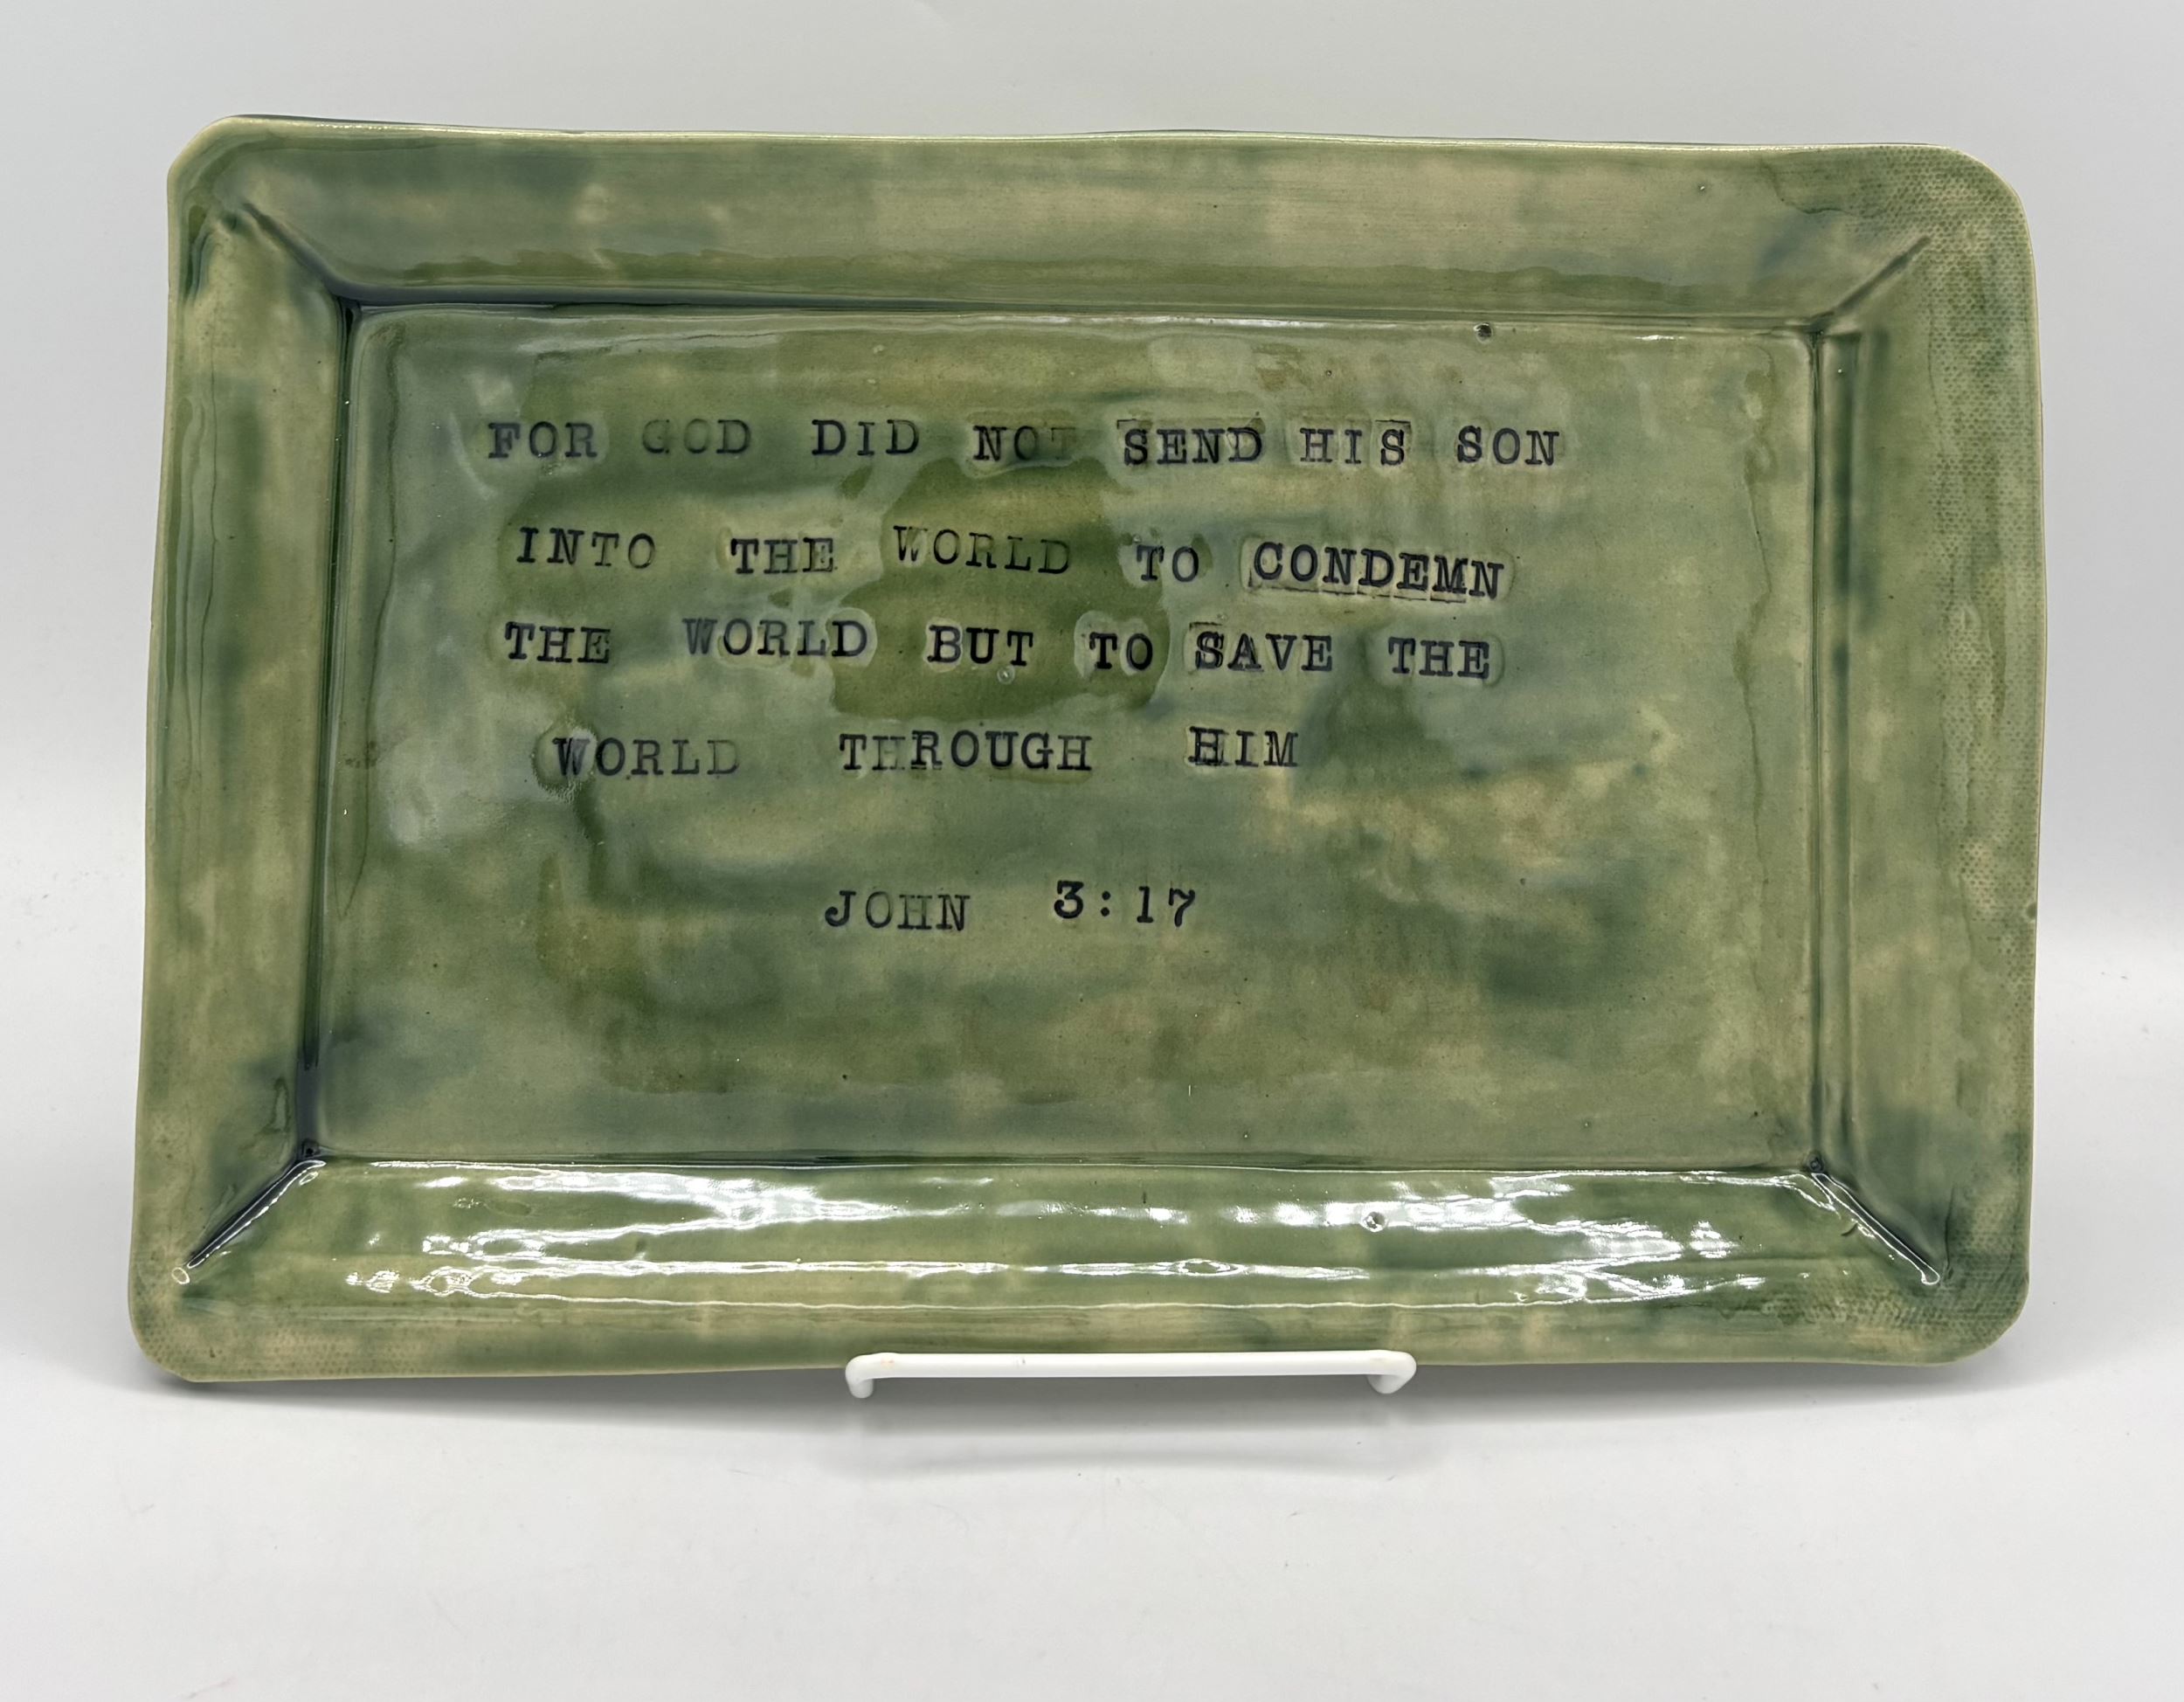 FOR GOD DID NOT SEND HIS SON
INTO THE WORLD TO CONDEMN
THE WORLD BUT TO SAVE THE
WORLD THROUGH HIM
JOHN 3:17